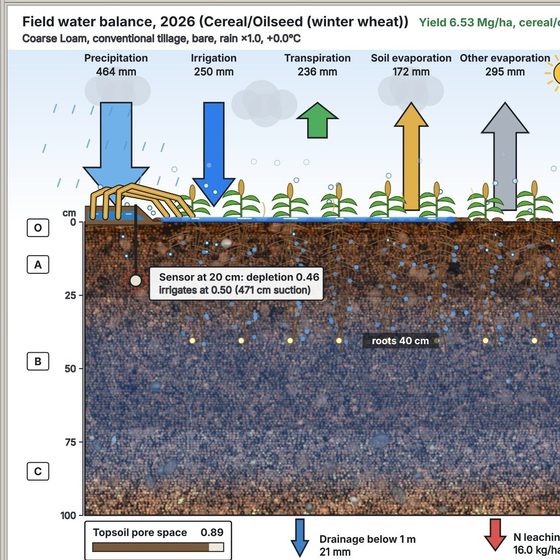 Field water balance, 2026 (Cereal/Oilseed (winter wheat)) Yield 6.53 Mg/ha, cereal/
Coarse Loam, conventional tillage, bare, rain ×1.0, +0.0°C
Precipitation Irrigation Transpiration Soil evaporation Other evaporation
464 mm 250 mm 236 mm 172 mm 295 mm
cm
0
O
A
Sensor at 20 cm: depletion 0.46
irrigates at 0.50 (471 cm suction)
25
roots 40 cm
B
50
75
C
100
Topsoil pore space 0.89
Drainage below 1 m
21 mm
N leachin
16.0 kg/h